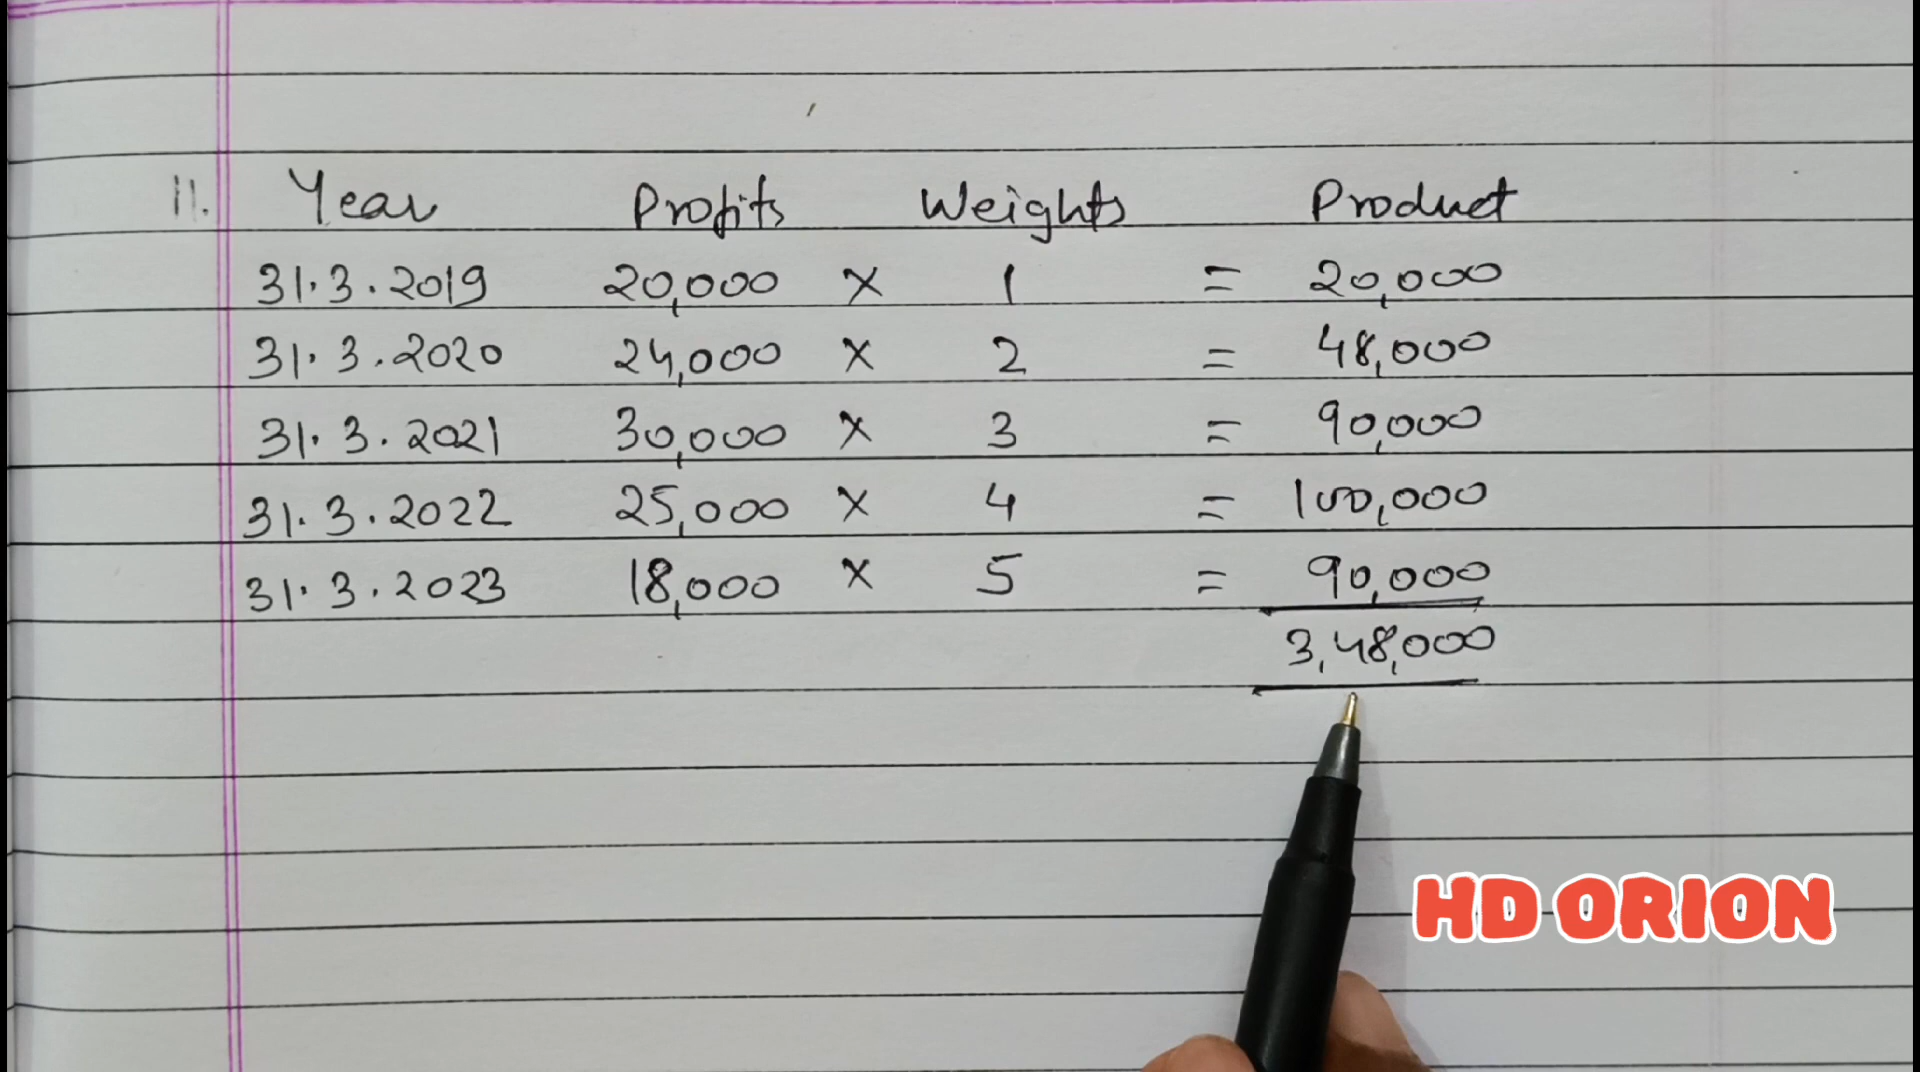 11. Year Profits Weights Product
31.3.2019 20,000 × 1 = 20,000
31.3.2020 24,000 × 2 = 48,000
31.3.2021 30,000 × 3 = 90,000
31.3.2022 25,000 × 4 = 100,000
31.3.2023 18,000 × 5 = 90,000
3,48,000
HD ORION